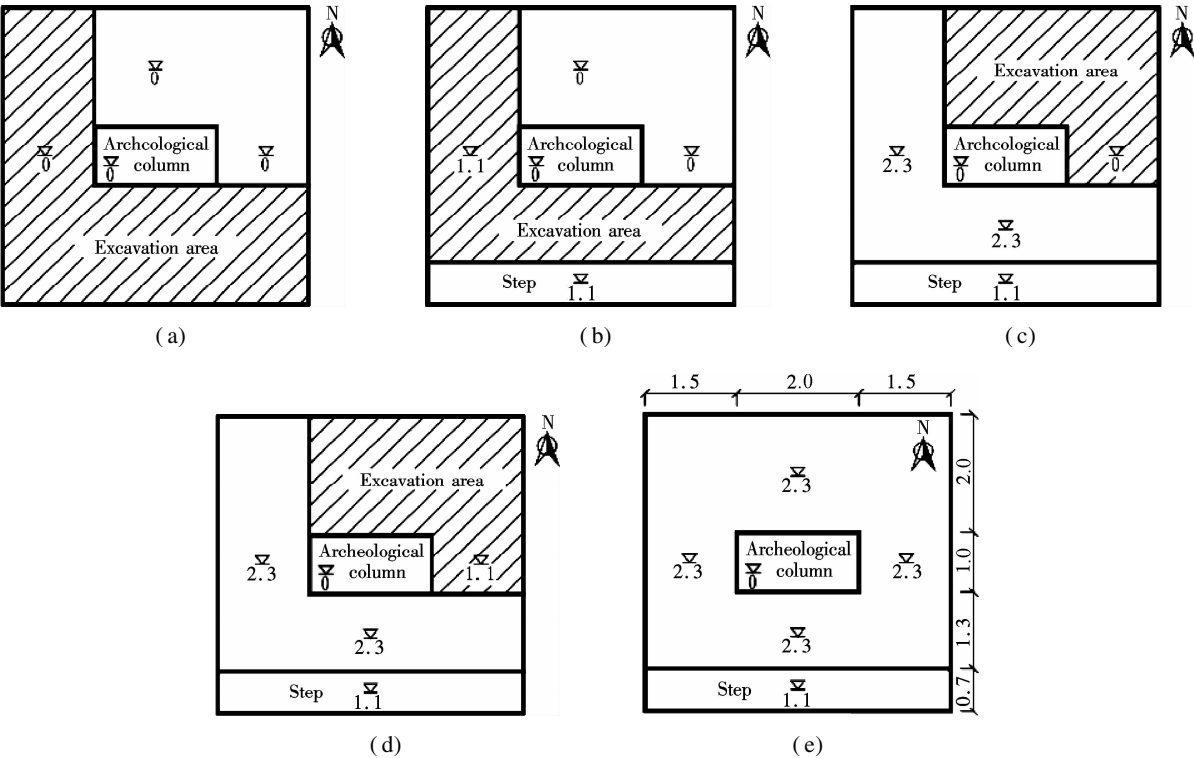 N
0
Archcological
0 column
0
0
Excavation area
(a)
N
0
Archcological
0 column
1.1
0
Excavation area
Step 1.1
(b)
N
Excavation area
Archcological
0 column
2.3
0
2.3
Step 1.1
(c)
N
Excavation area
Archeological
0 column
2.3
1.1
2.3
Step 1.1
(d)
1.5 2.0 1.5
N
2.3
2.0
Archeological
0 column
2.3
2.3
1.0
2.3
1.3
Step 1.1
0.7
(e)